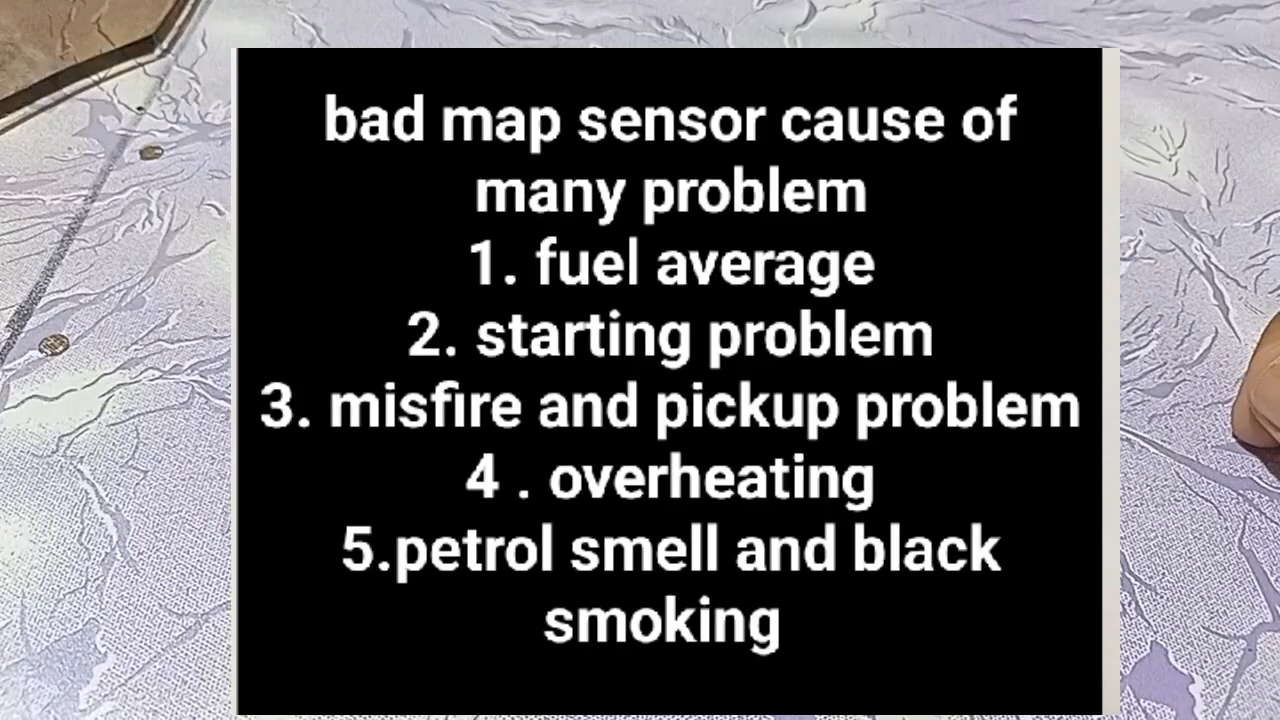 bad map sensor cause of
many problem
1. fuel average
2. starting problem
3. misfire and pickup problem
4 . overheating
5.petrol smell and black
smoking